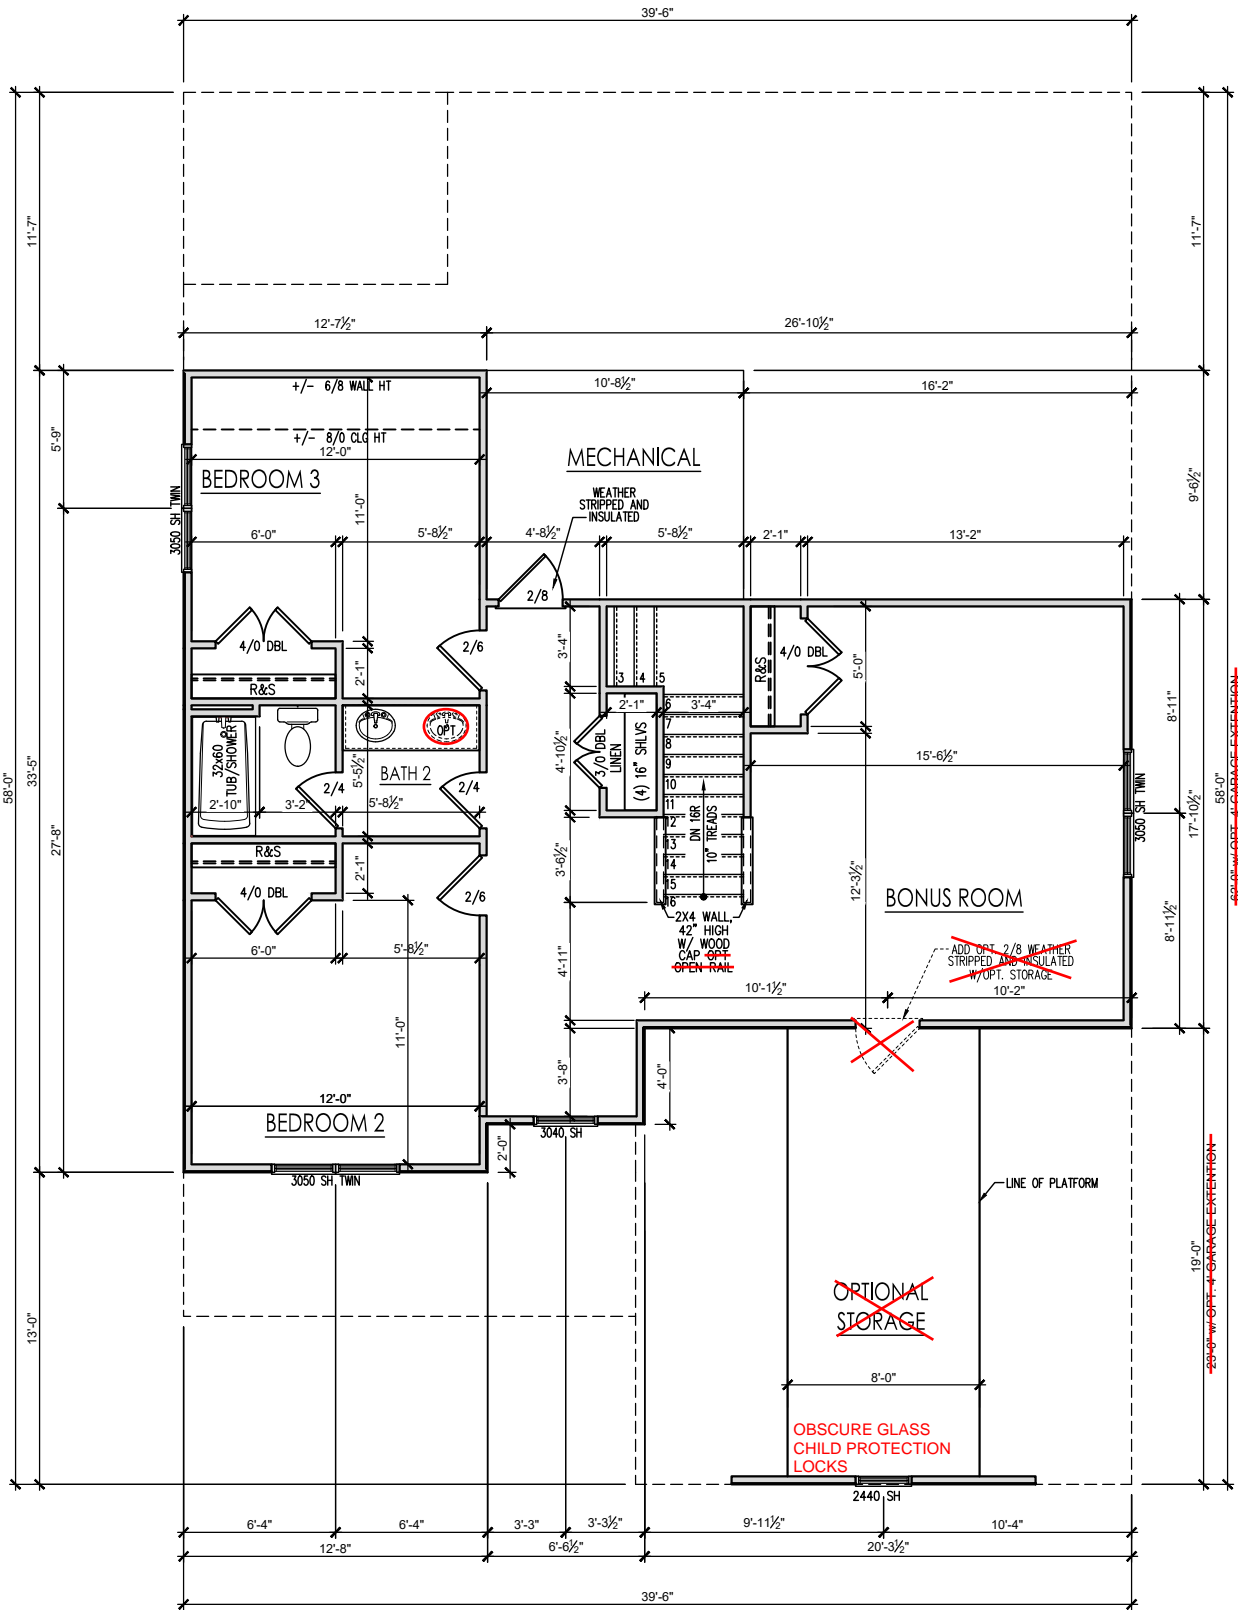 39'-6"
11'-7"
11'-7"
12'-7½"
26'-10½"
+/- 6/8 WALL HT
10'-8½"
16'-2"
+/- 8/0 CLG HT
12'-0"
5'-9"
BEDROOM 3
MECHANICAL
WEATHER
STRIPPED AND
INSULATED
3050 SH TWIN
11'-0"
9'-6½"
6'-0"
5'-8½"
4'-8½"
5'-8½"
2'-1"
13'-2"
2/8
4/0 DBL
2/6
3'-4"
4/0 DBL
R&S
5'-0"
2'-1"
R&S
3 4 5
6
2'-1"
3'-4"
7
8
9
10
11
12
13
14
15
16
OPT
32x60
TUB/SHOWER
BATH 2
5'-5½"
2/4
2/4
2'-10"
3'-2"
5'-8½"
3/0 DBL
LINEN
(4) 16" SHLVS
4'-10½"
DN 16R
10" TREADS
15'-6½"
8'-11"
3050 SH TWIN
17'-10½"
58'-0"
62'-0" w/ OPT. 4' GARAGE EXTENTION
58'-0"
33'-5"
27'-8"
R&S
2'-1"
4/0 DBL
2/6
3'-6½"
12'-3½"
BONUS ROOM
8'-11½"
2X4 WALL,
42" HIGH
W/ WOOD
CAP OPT
OPEN RAIL
ADD OPT. 2/8 WEATHER
STRIPPED AND INSULATED
W/OPT. STORAGE
6'-0"
5'-8½"
4'-11"
10'-1½"
10'-2"
11'-0"
3'-8"
4'-0"
12'-0"
BEDROOM 2
3040 SH
2'-0"
3050 SH TWIN
LINE OF PLATFORM
19'-0"
23'-0" w/ OPT. 4' GARAGE EXTENTION
13'-0"
OPTIONAL
STORAGE
8'-0"
OBSCURE GLASS
CHILD PROTECTION
LOCKS
2440 SH
6'-4"
6'-4"
3'-3"
3'-3½"
9'-11½"
10'-4"
12'-8"
6'-6½"
20'-3½"
39'-6"